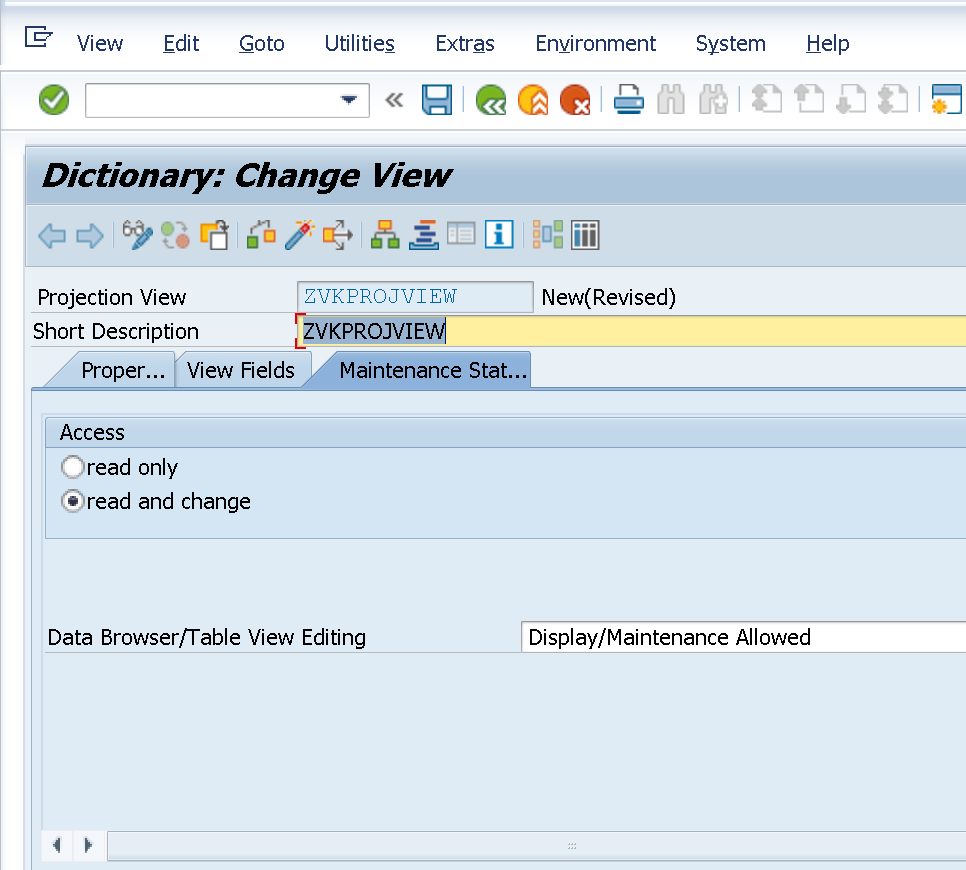 View Edit Goto Utilities Extras Environment System Help
Dictionary: Change View
Projection View ZVKPROJVIEW New(Revised)
Short Description ZVKPROJVIEW
Proper... View Fields Maintenance Stat...
Access
read only
read and change
Data Browser/Table View Editing Display/Maintenance Allowed